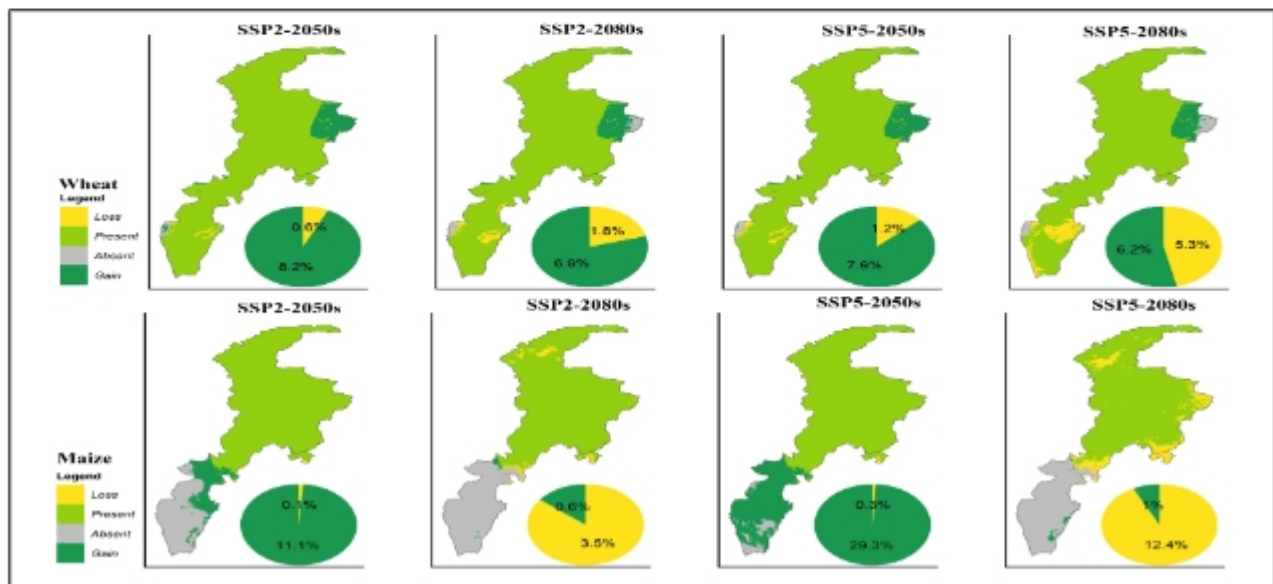 SSP2-2050s
SSP2-2080s
SSP5-2050s
SSP5-2080s
Wheat
Legend
Loss
Present
Absent
Gain
0.6%
8.2%
1.8%
6.8%
1.2%
7.9%
6.2%
5.3%
SSP2-2050s
SSP2-2080s
SSP5-2050s
SSP5-2080s
Maize
Legend
Loss
Present
Absent
Gain
0.1%
11.1%
0.6%
3.5%
0.3%
29.3%
1%
12.4%